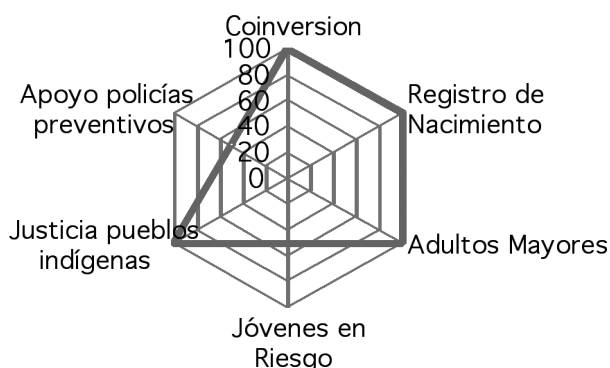 Coinversion
100
80
60
40
20
0
Registro de
Nacimiento
Adultos Mayores
Jóvenes en
Riesgo
Justicia pueblos
indígenas
Apoyo policías
preventivos